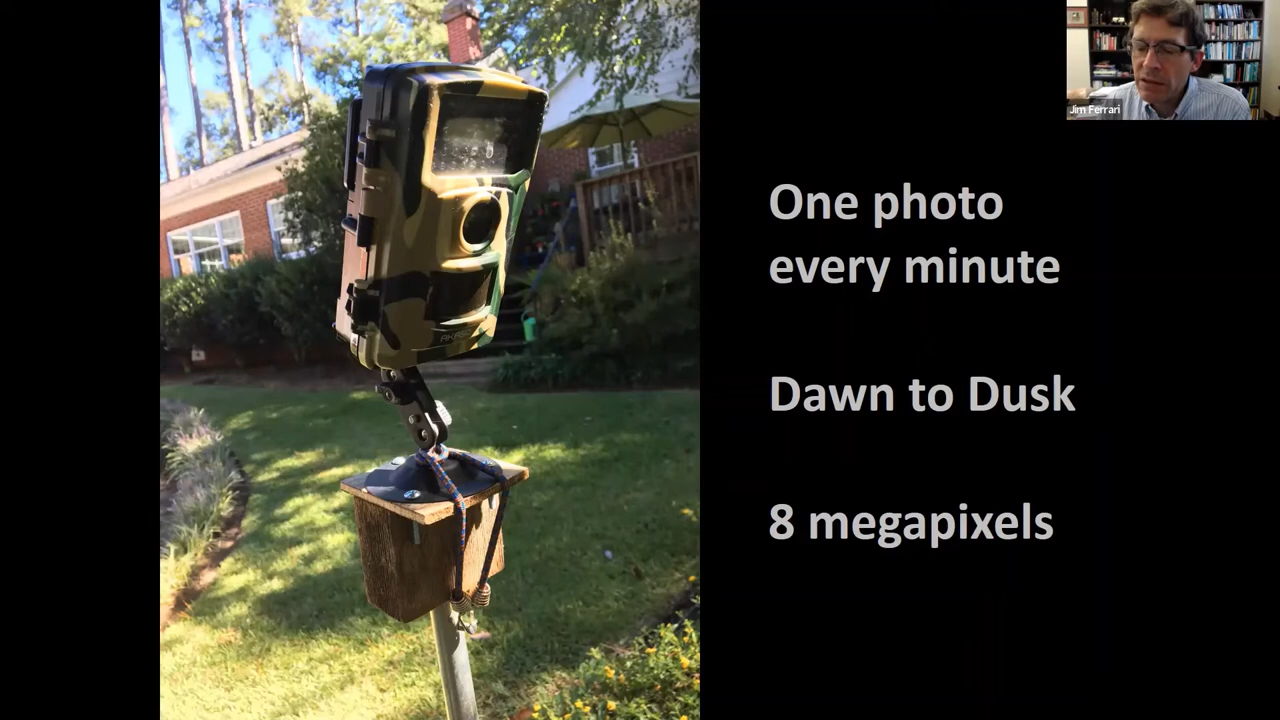 Jim Ferrari
One photo
every minute
Dawn to Dusk
8 megapixels